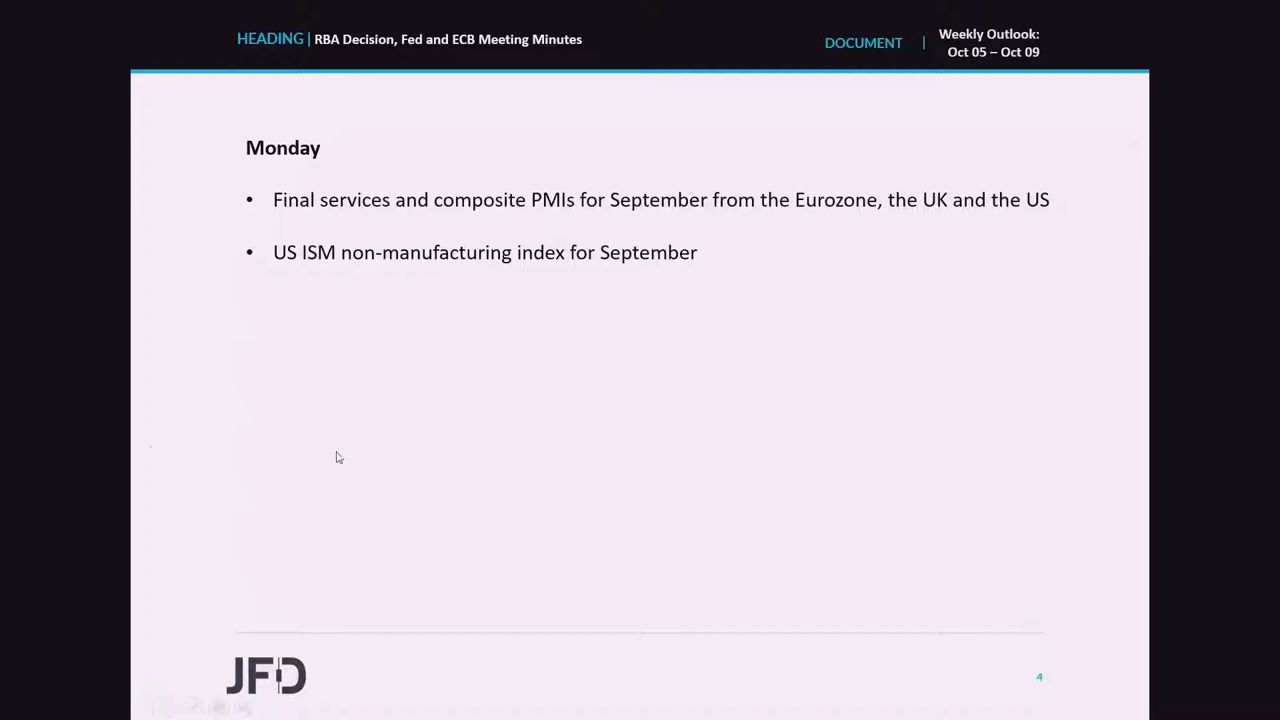 HEADING | RBA Decision, Fed and ECB Meeting Minutes
DOCUMENT | Weekly Outlook:
Oct 05 – Oct 09
Monday
• Final services and composite PMIs for September from the Eurozone, the UK and the US
• US ISM non-manufacturing index for September
JFD
4